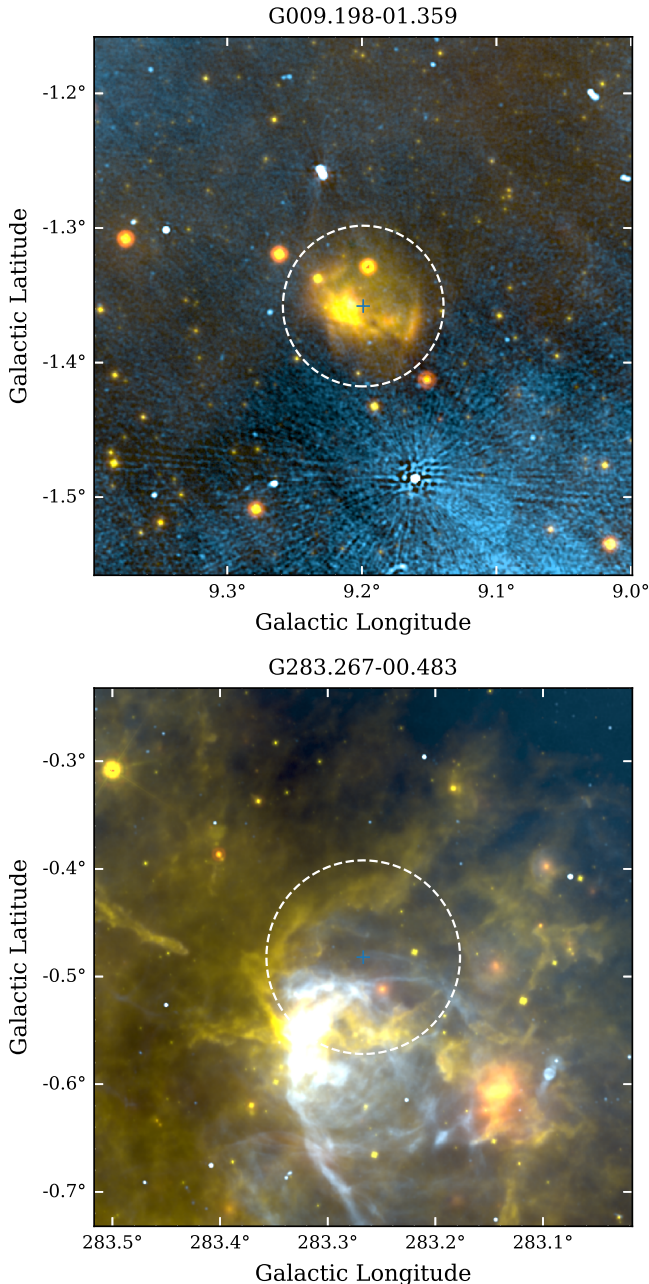 G009.198-01.359
-1.2°
-1.3°
-1.4°
-1.5°
Galactic Latitude
9.3° 9.2° 9.1° 9.0°
Galactic Longitude
G283.267-00.483
-0.3°
-0.4°
-0.5°
-0.6°
-0.7°
Galactic Latitude
283.5° 283.4° 283.3° 283.2° 283.1°
Galactic Longitude